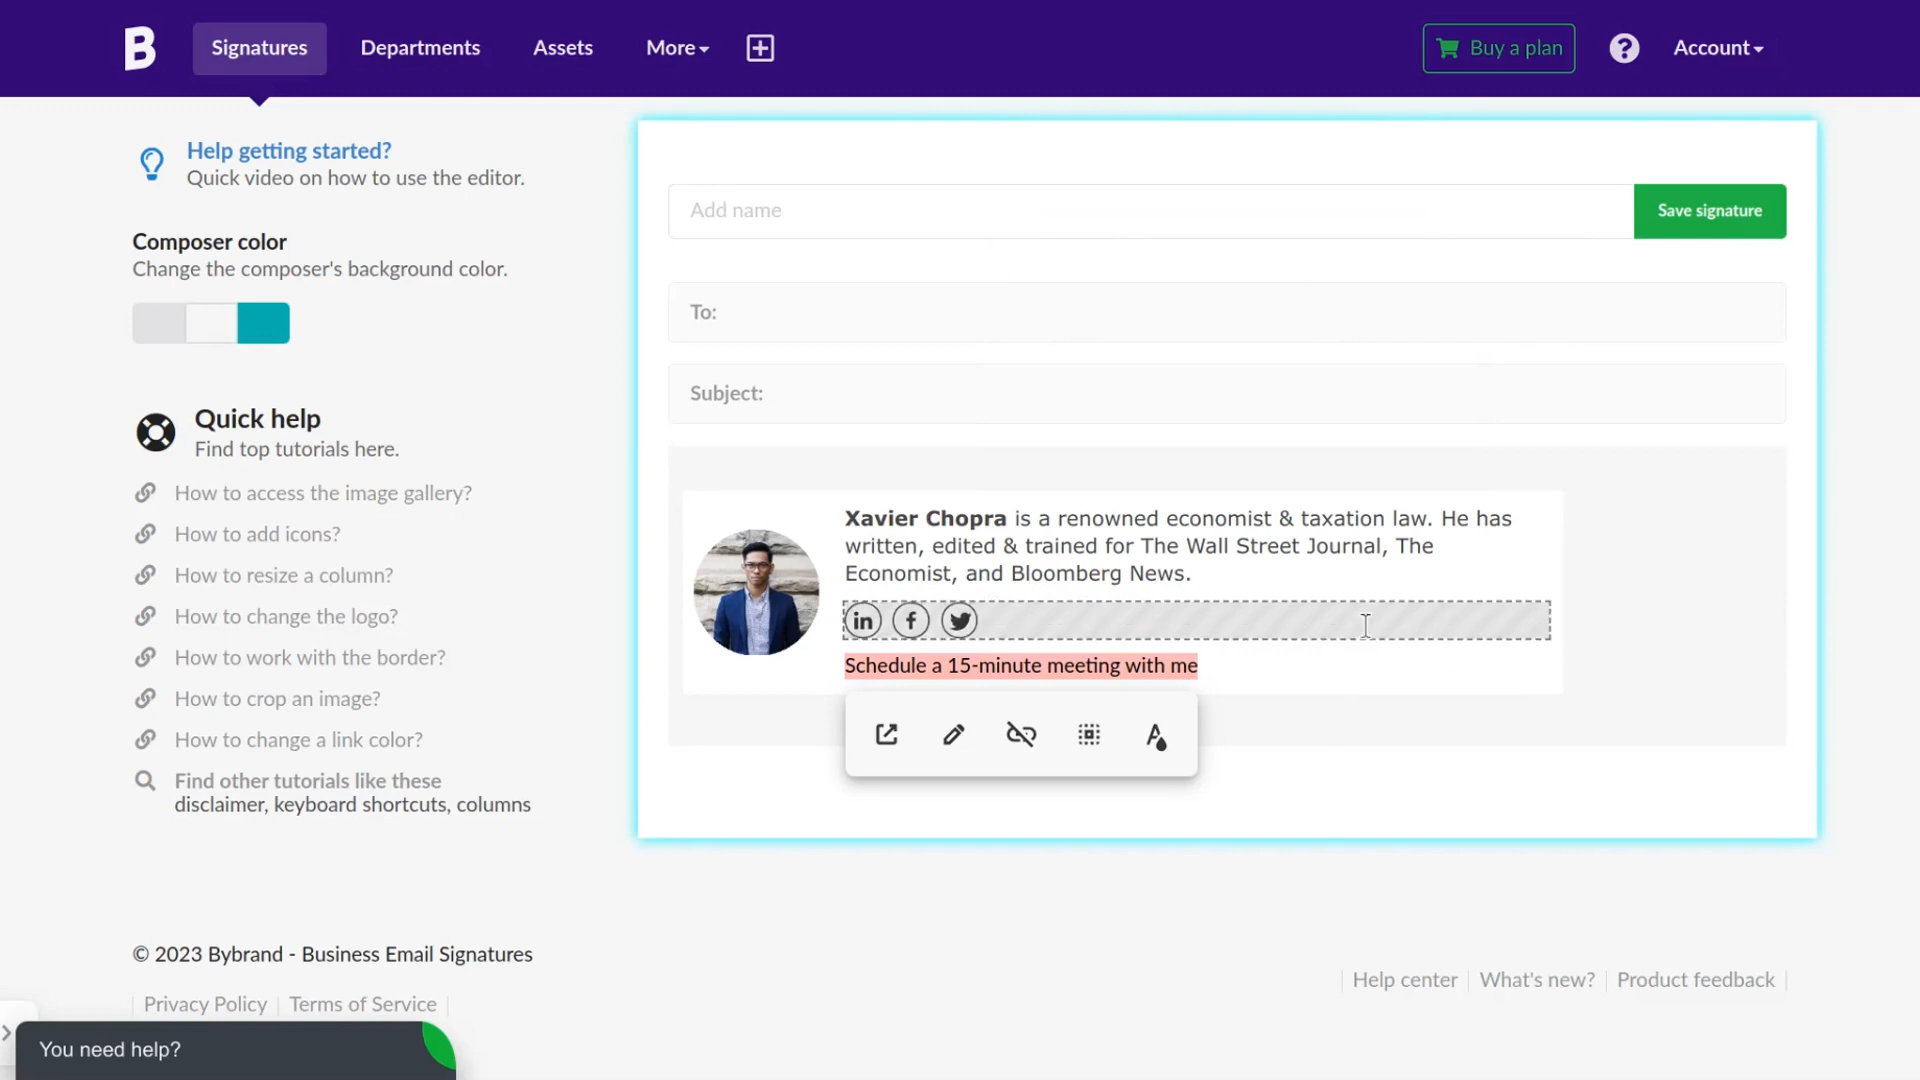 B
Signatures
Departments
Assets
More
Buy a plan
?
Account
Help getting started?
Quick video on how to use the editor.
Composer color
Change the composer's background color.
Quick help
Find top tutorials here.
How to access the image gallery?
How to add icons?
How to resize a column?
How to change the logo?
How to work with the border?
How to crop an image?
How to change a link color?
Find other tutorials like these
disclaimer, keyboard shortcuts, columns
Add name
Save signature
To:
Subject:
Xavier Chopra is a renowned economist & taxation law. He has
written, edited & trained for The Wall Street Journal, The
Economist, and Bloomberg News.
in f
Schedule a 15-minute meeting with me
© 2023 Bybrand - Business Email Signatures
Privacy Policy
Terms of Service
Help center
What's new?
Product feedback
You need help?